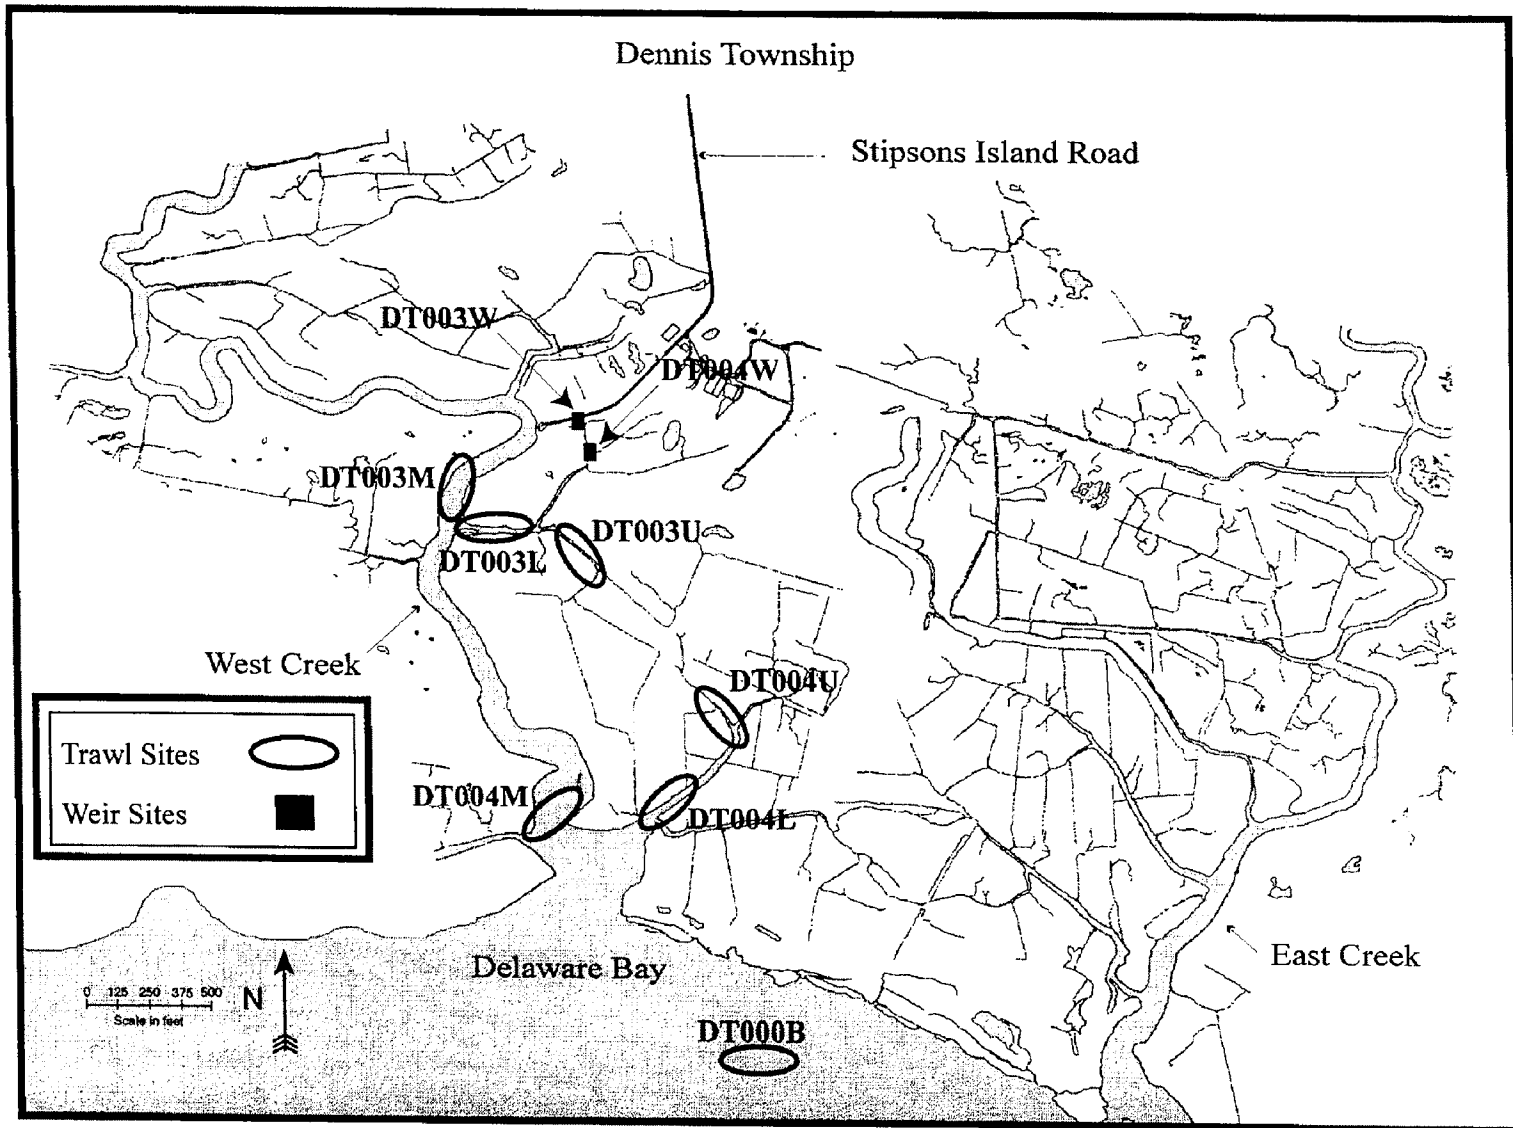 Dennis Township
Stipsons Island Road
DT003W
DT004W
DT003M
DT003U
DT003L
West Creek
DT004U
Trawl Sites
Weir Sites
DT004M
DT004L
East Creek
Delaware Bay
0 125 250 375 500
Scale in feet
N
DT000B